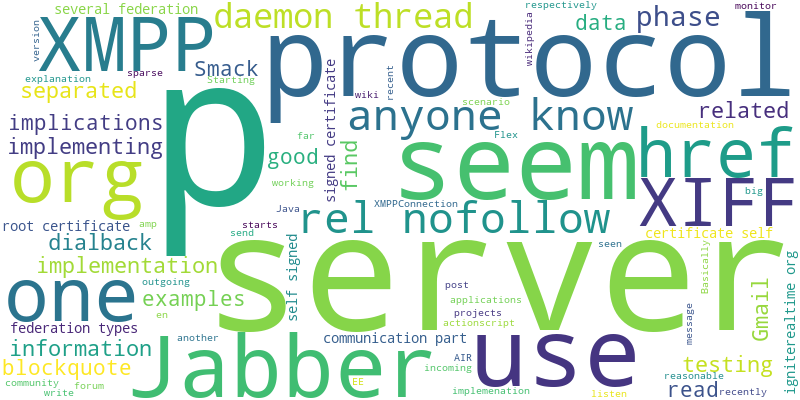 several federation
respectively
monitor
version
XMPP
daemon thread
wikipedia
data
phase
protocol
explanation
sparse
Smack
Starting
separated
p
wiki
recent
signed certificate
scenario
related
implications
anyone know
Flex
documentation
implementing
good
find
seem
href
org
far
working
XIFF
root certificate
amp
Java
XMPPConnection
big
starts
rel nofollow
certificate self
dialback
send
self signed
server
seen
Basically
igniterealtime org
implementation
outgoing
one
examples
post
applications
Gmail
en
projects
actionscript
message
federation types
another
communication part
use
information
Jabber
AIR
incoming
testing
blockquote
EE
reasonable
community
forum
write
implemenation
listen
read
recently